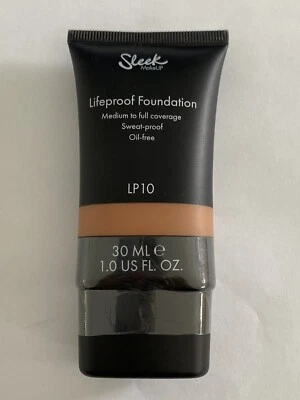 Sleek
MakeUP
Lifeproof Foundation
Medium to full coverage
Sweat-proof
Oil-free
LP10
30 ML ℮
1.0 US FL. OZ.